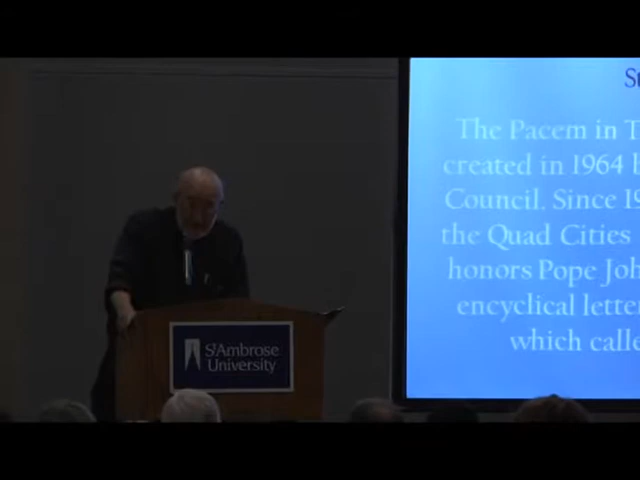 St
The Pacem in T
created in 1964 b
Council. Since 19
the Quad Cities
honors Pope Joh
encyclical letter
which calle
St Ambrose
University